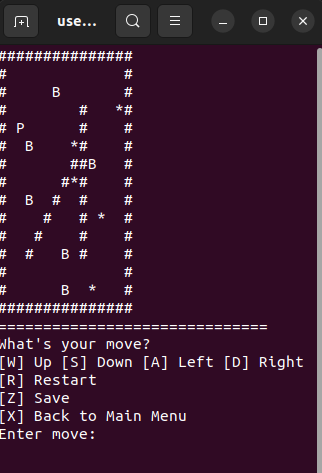 use...
###############
#             #
#     B       #
#        #   *#
# P      #    #
#  B    *#    #
#       ##B   #
#      #*#    #
#  B  #  #    #
#    #   # *  #
#   #    #    #
#  #   B #    #
#             #
#      B  *   #
###############
==============================
What's your move?
[W] Up [S] Down [A] Left [D] Right
[R] Restart
[Z] Save
[X] Back to Main Menu
Enter move: